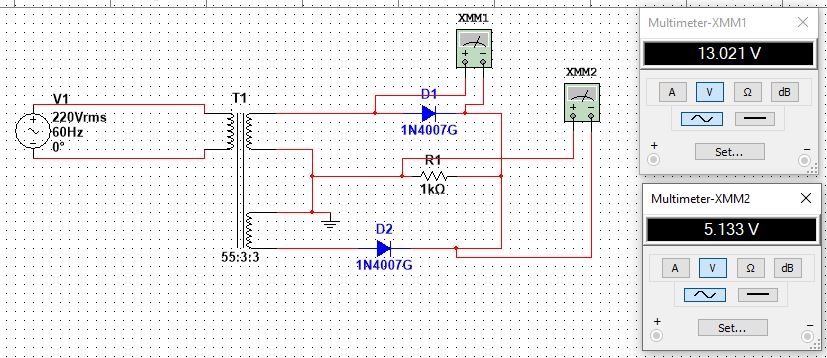 XMM1
XMM2
V1
220Vrms
60Hz
0°
T1
55:3:3
D1
1N4007G
R1
1kΩ
D2
1N4007G
Multimeter-XMM1
13.021 V
A V Ω dB
Set...
+ −
Multimeter-XMM2
5.133 V
A V Ω dB
Set...
+ −